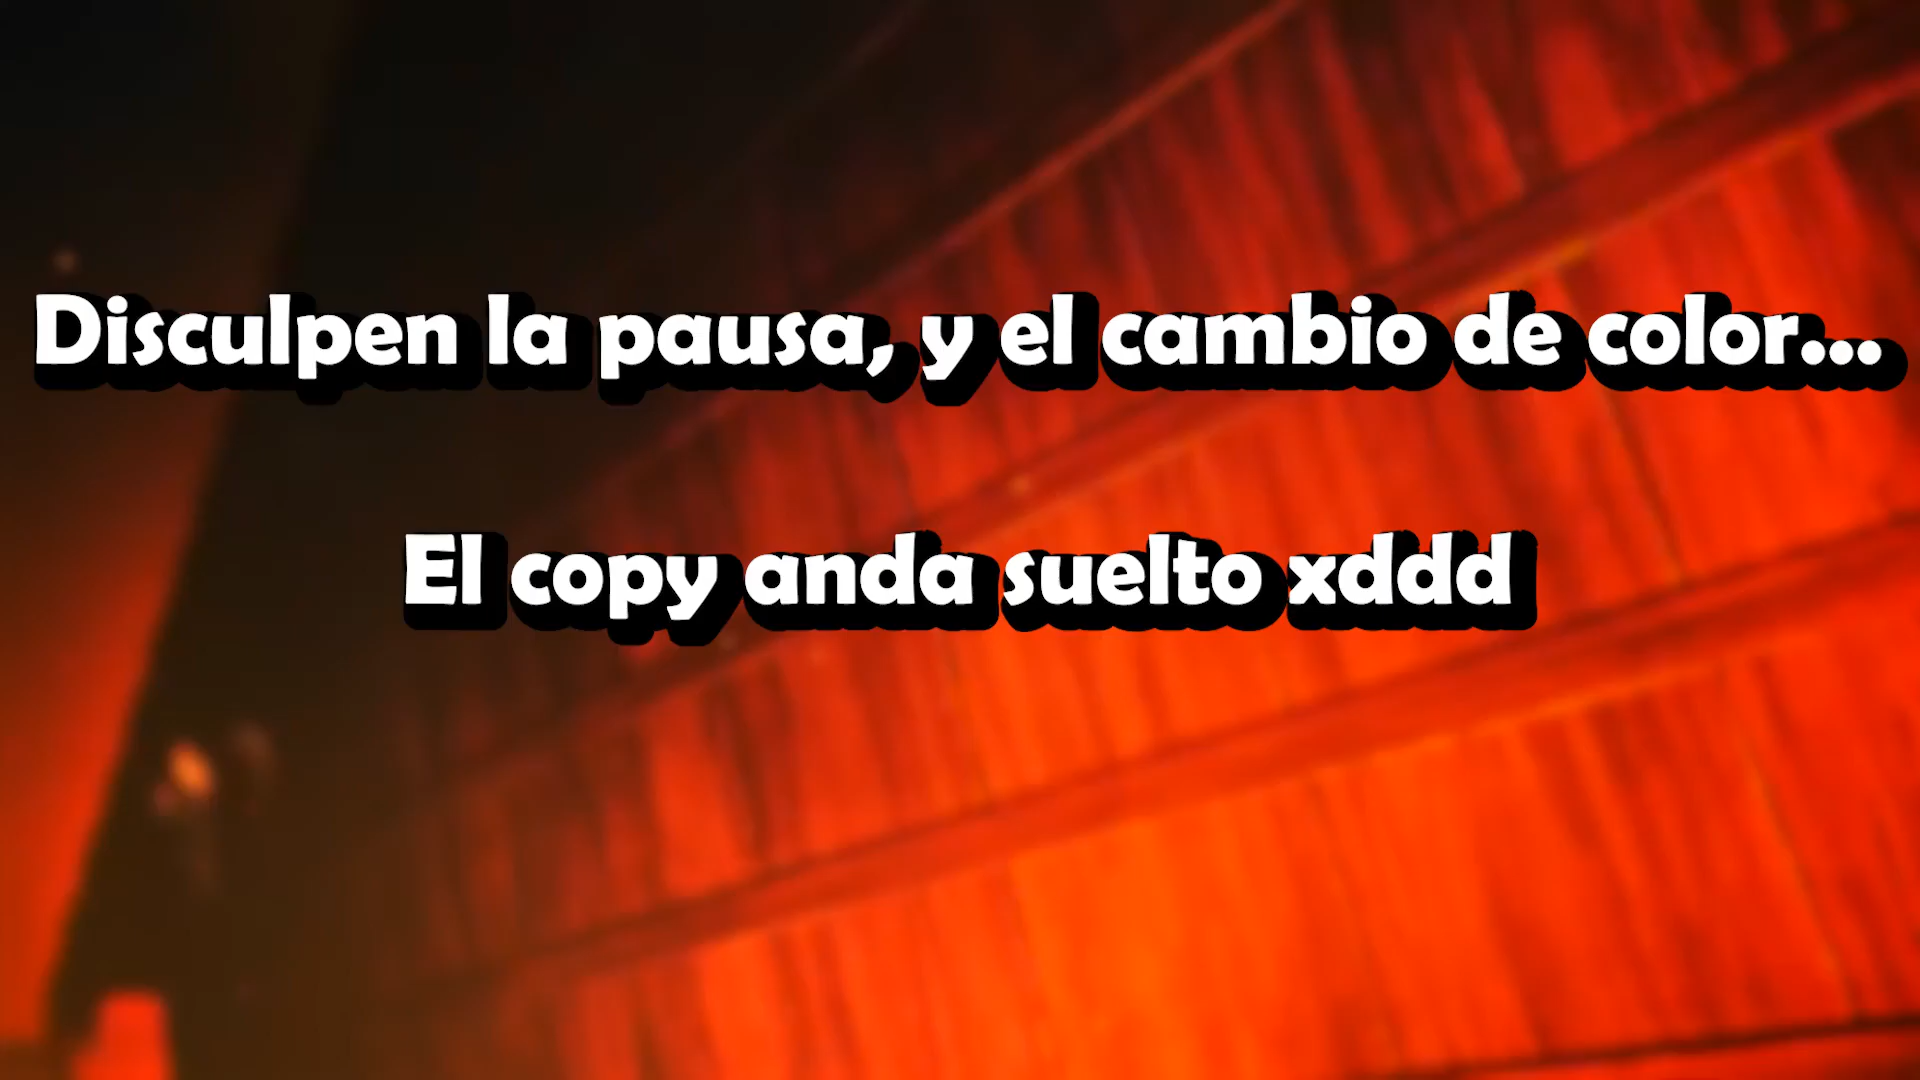 Disculpen la pausa, y el cambio de color...
El copy anda suelto xddd